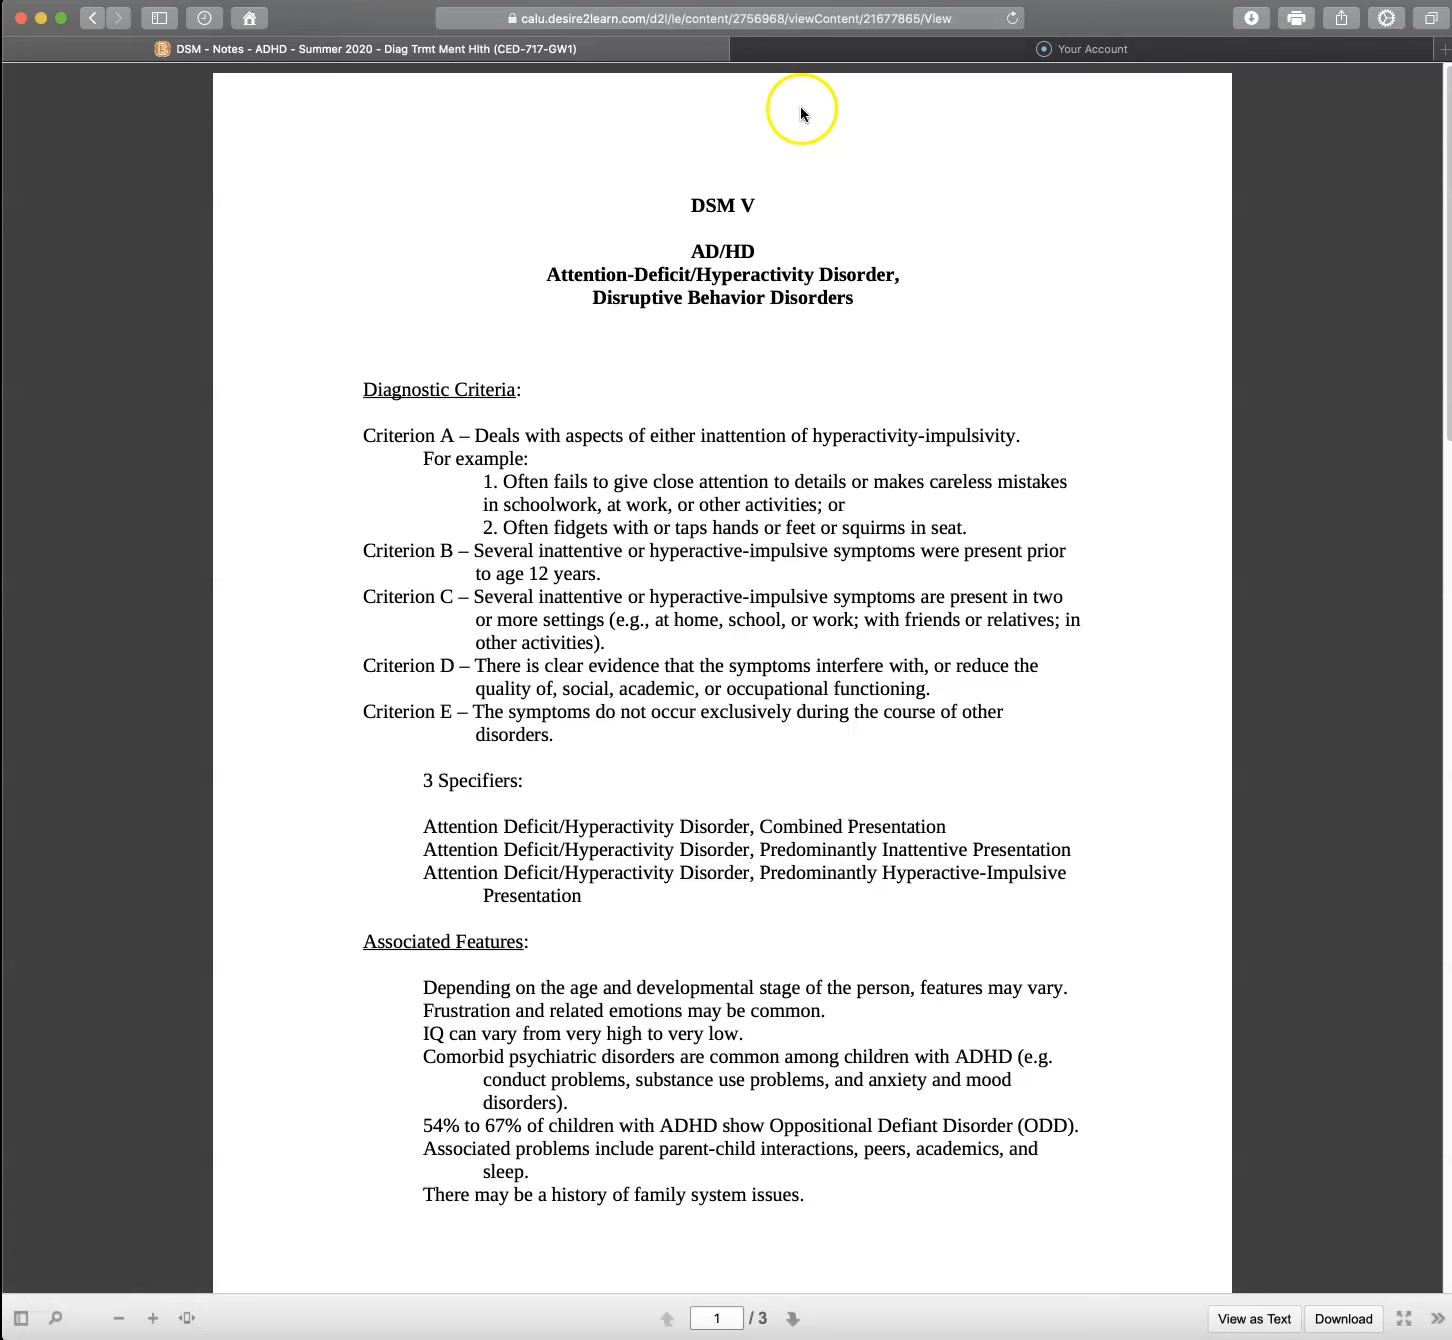 calu.desire2learn.com/d2l/le/content/2756968/viewContent/21677865/View
DSM - Notes - ADHD - Summer 2020 - Diag Trmt Ment Hlth (CED-717-GW1)
Your Account
DSM V
AD/HD
Attention-Deficit/Hyperactivity Disorder,
Disruptive Behavior Disorders
Diagnostic Criteria:
Criterion A – Deals with aspects of either inattention of hyperactivity-impulsivity.
For example:
1. Often fails to give close attention to details or makes careless mistakes
in schoolwork, at work, or other activities; or
2. Often fidgets with or taps hands or feet or squirms in seat.
Criterion B – Several inattentive or hyperactive-impulsive symptoms were present prior
to age 12 years.
Criterion C – Several inattentive or hyperactive-impulsive symptoms are present in two
or more settings (e.g., at home, school, or work; with friends or relatives; in
other activities).
Criterion D – There is clear evidence that the symptoms interfere with, or reduce the
quality of, social, academic, or occupational functioning.
Criterion E – The symptoms do not occur exclusively during the course of other
disorders.
3 Specifiers:
Attention Deficit/Hyperactivity Disorder, Combined Presentation
Attention Deficit/Hyperactivity Disorder, Predominantly Inattentive Presentation
Attention Deficit/Hyperactivity Disorder, Predominantly Hyperactive-Impulsive
Presentation
Associated Features:
Depending on the age and developmental stage of the person, features may vary.
Frustration and related emotions may be common.
IQ can vary from very high to very low.
Comorbid psychiatric disorders are common among children with ADHD (e.g.
conduct problems, substance use problems, and anxiety and mood
disorders).
54% to 67% of children with ADHD show Oppositional Defiant Disorder (ODD).
Associated problems include parent-child interactions, peers, academics, and
sleep.
There may be a history of family system issues.
1 / 3
View as Text
Download